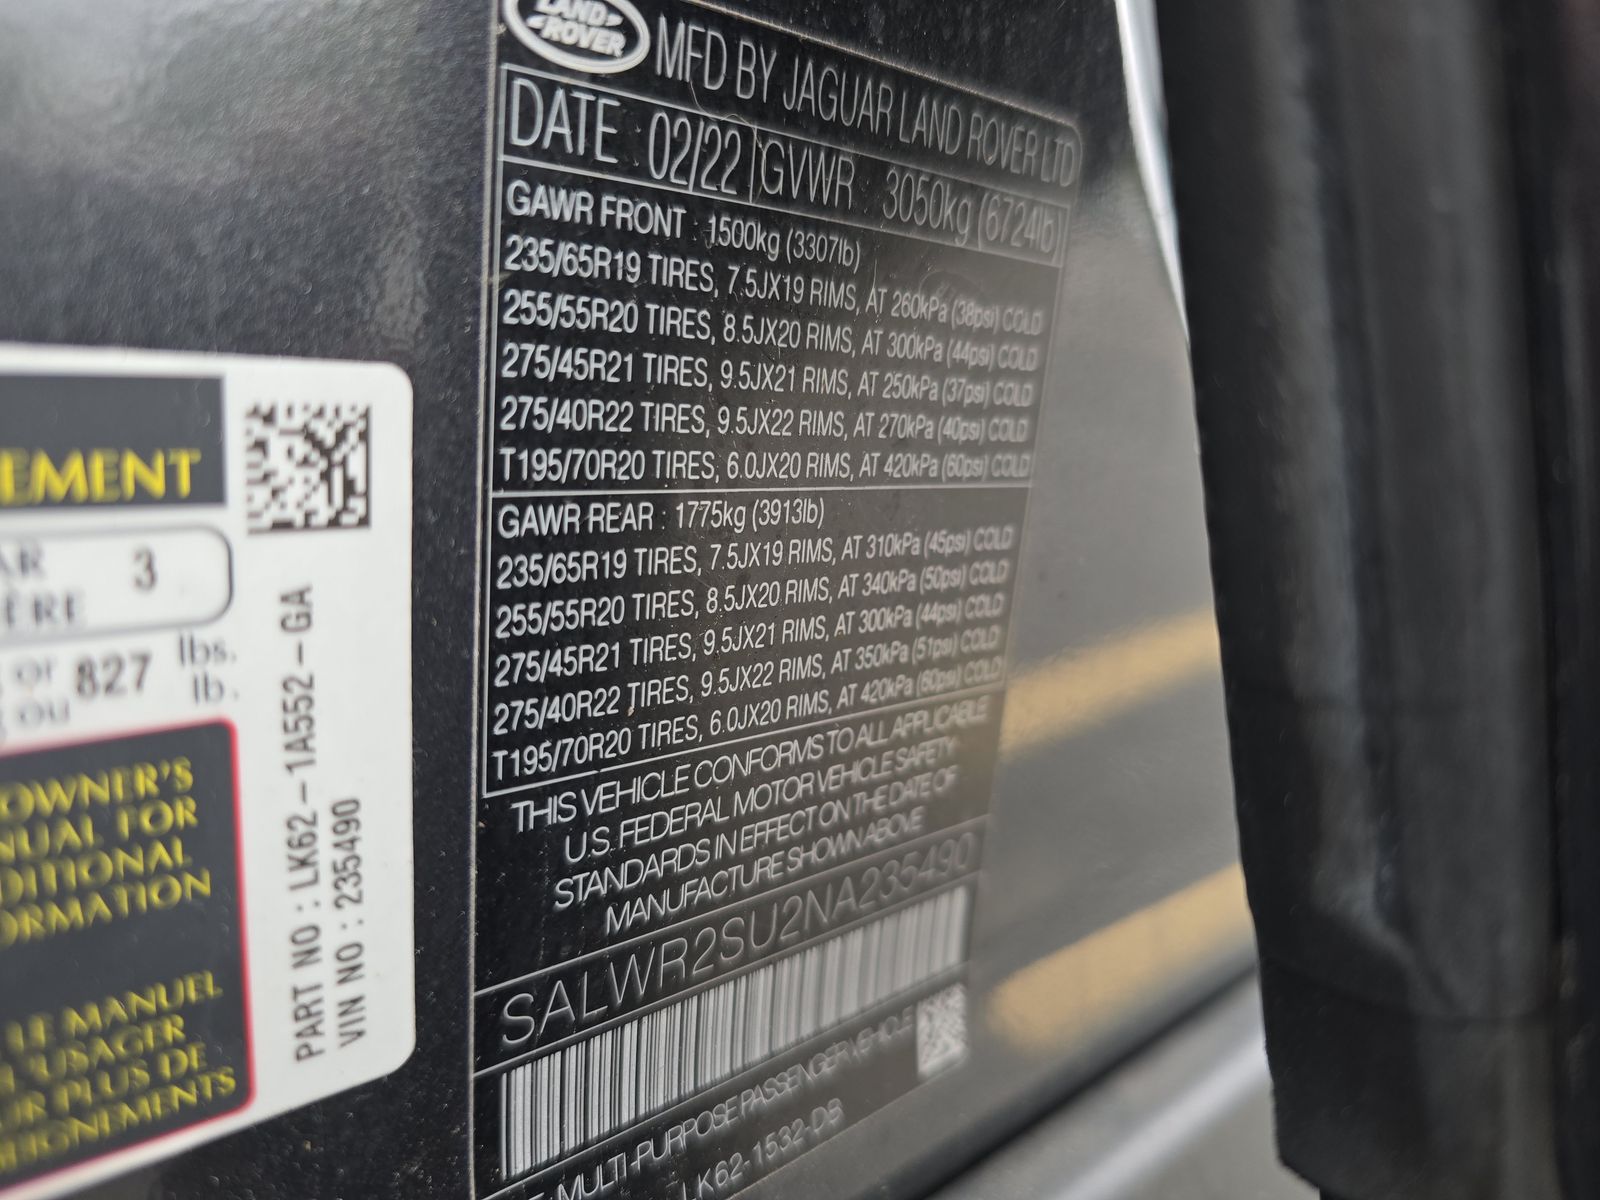 EMENT
AR
ÈRE
3
or
ou
827
lbs.
lb.
OWNER'S
NUAL FOR
DITIONAL
ORMATION
LE MANUEL
USAGER
PLUS DE
EIGNEMENTS
PART NO : LK62-1A552-GA
VIN NO : 235490
LAND
ROVER
MFD BY JAGUAR LAND ROVER LTD
DATE : 02/22 GVWR : 3050kg (6724lb)
GAWR FRONT : 1500kg (3307lb)
235/65R19 TIRES, 7.5JX19 RIMS, AT 260kPa (38psi) COLD
255/55R20 TIRES, 8.5JX20 RIMS, AT 300kPa (44psi) COLD
275/45R21 TIRES, 9.5JX21 RIMS, AT 250kPa (37psi) COLD
275/40R22 TIRES, 9.5JX22 RIMS, AT 270kPa (40psi) COLD
T195/70R20 TIRES, 6.0JX20 RIMS, AT 420kPa (60psi) COLD
GAWR REAR : 1775kg (3913lb)
235/65R19 TIRES, 7.5JX19 RIMS, AT 310kPa (45psi) COLD
255/55R20 TIRES, 8.5JX20 RIMS, AT 340kPa (50psi) COLD
275/45R21 TIRES, 9.5JX21 RIMS, AT 300kPa (44psi) COLD
275/40R22 TIRES, 9.5JX22 RIMS, AT 350kPa (51psi) COLD
T195/70R20 TIRES, 6.0JX20 RIMS, AT 420kPa (60psi) COLD
THIS VEHICLE CONFORMS TO ALL APPLICABLE
U.S. FEDERAL MOTOR VEHICLE SAFETY
STANDARDS IN EFFECT ON THE DATE OF
MANUFACTURE SHOWN ABOVE
SALWR2SU2NA235490
MULTI-PURPOSE PASSENGER VEHICLE
LK62-1532-DB